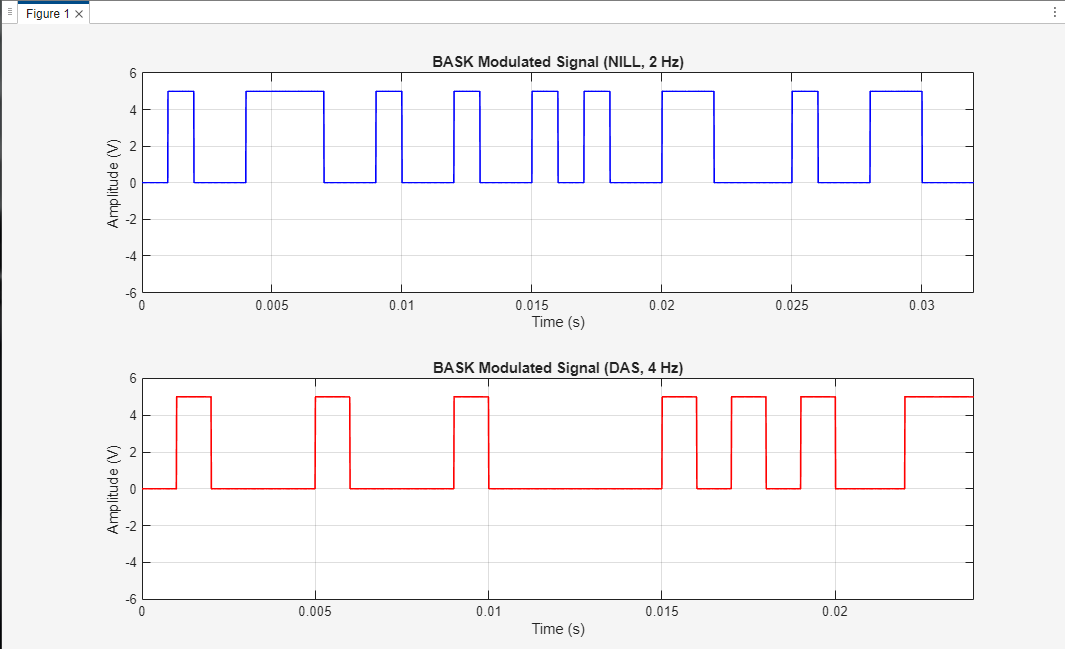 Figure 1
BASK Modulated Signal (NILL, 2 Hz)
6
4
2
0
-2
-4
-6
Amplitude (V)
0 0.005 0.01 0.015 0.02 0.025 0.03
Time (s)
BASK Modulated Signal (DAS, 4 Hz)
6
4
2
0
-2
-4
-6
Amplitude (V)
0 0.005 0.01 0.015 0.02
Time (s)